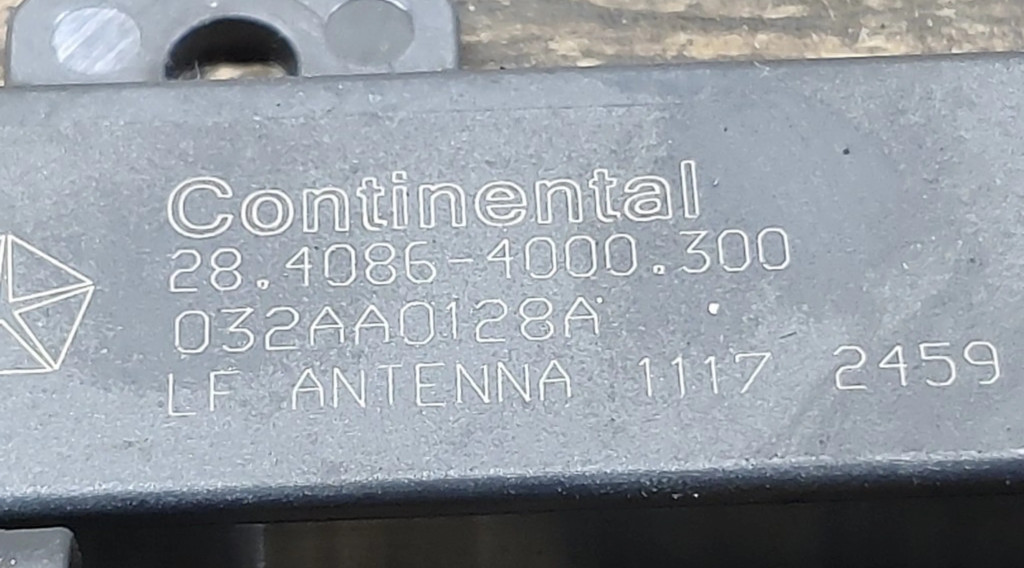 Continental
28.4086-4000.300
032AA0128A
LF ANTENNA 1117 2459